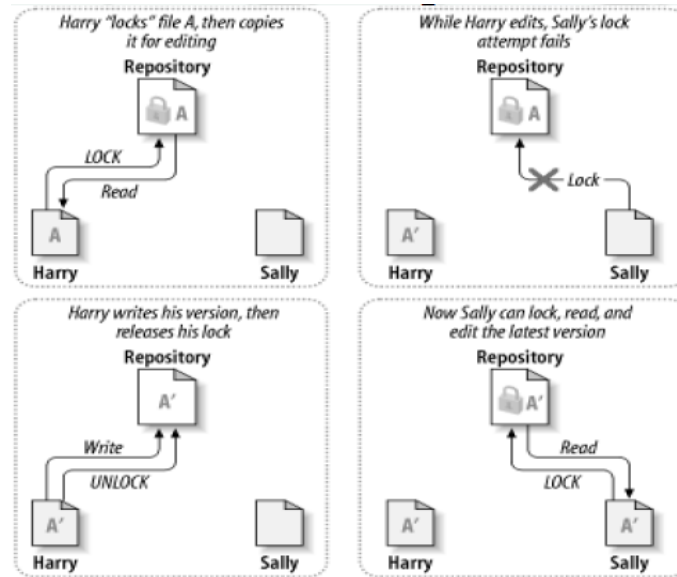 Harry “locks” file A, then copies
it for editing
Repository
A
LOCK
Read
A
Harry
Sally
While Harry edits, Sally’s lock
attempt fails
Repository
A
Lock
A′
Harry
Sally
Harry writes his version, then
releases his lock
Repository
A′
Write
UNLOCK
A′
Harry
Sally
Now Sally can lock, read, and
edit the latest version
Repository
A′
Read
LOCK
A′
Harry
A′
Sally